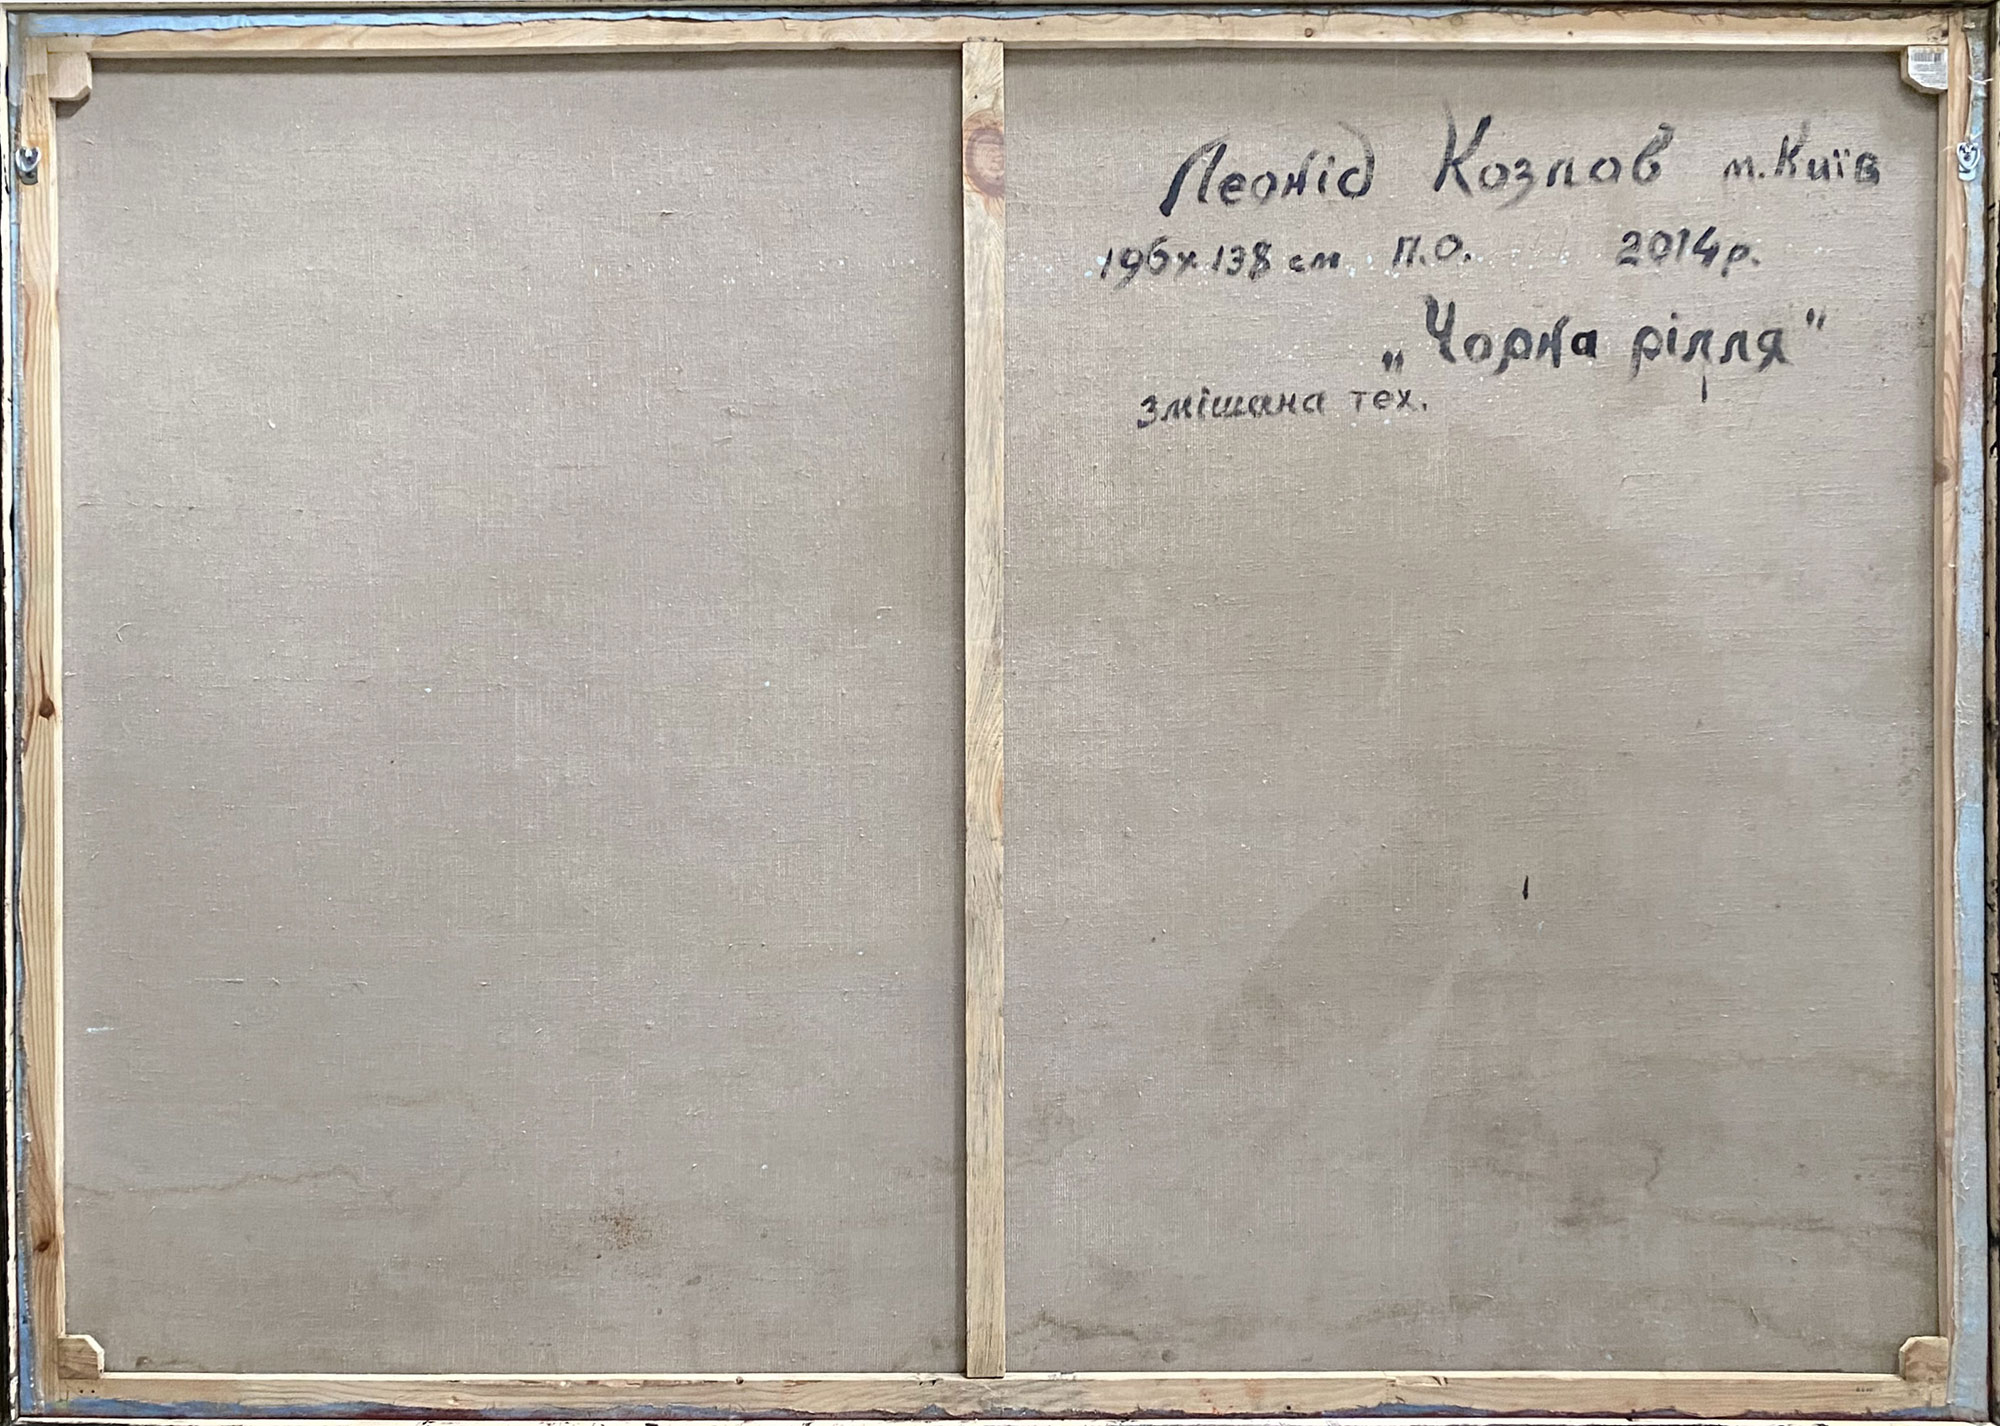 Леонід Козлов м. Київ
196х138 см. П.О. 2014р.
„Чорна рілля"
змішана тех.